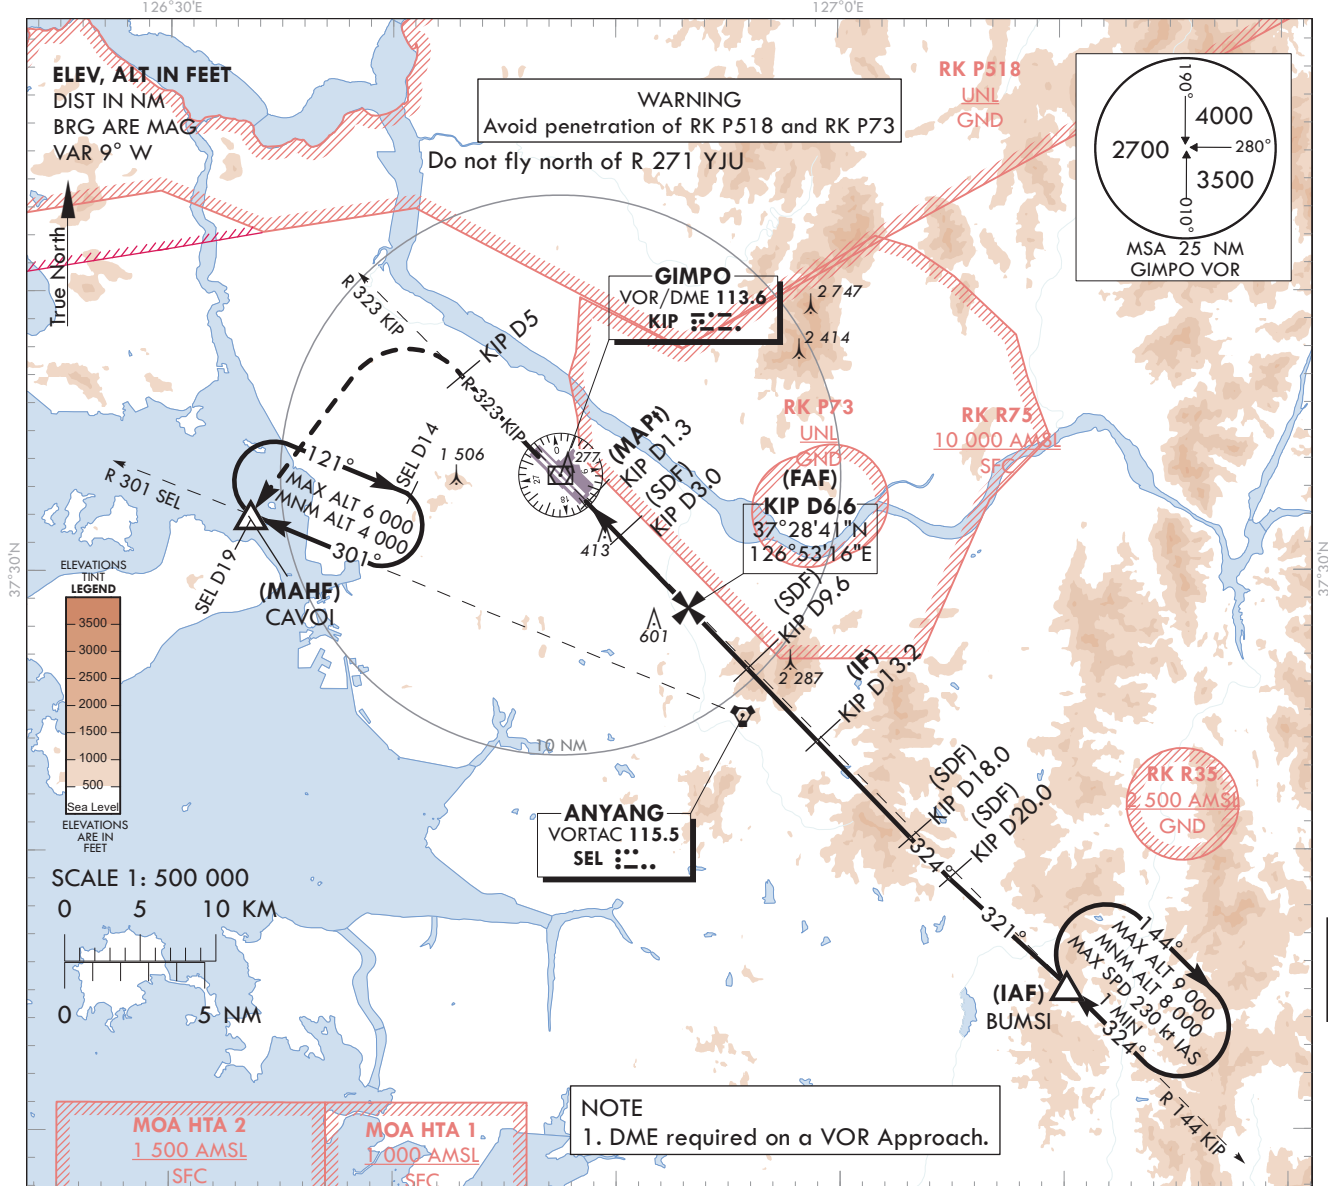 126°30'E
127°0'E
ELEV, ALT IN FEET
DIST IN NM
BRG ARE MAG
VAR 9° W
True North
WARNING
Avoid penetration of RK P518 and RK P73
Do not fly north of R 271 YJU
RK P518
UNL
GND
190°
4000
2700
280°
3500
010°
MSA 25 NM
GIMPO VOR
GIMPO
VOR/DME 113.6
KIP
2 747
2 414
R 323 KIP
KIP D5
R-323-KIP
RK P73
UNL
GND
RK R75
10 000 AMSL
SFC
(MAPt)
KIP D1.3
(SDF)
KIP D3.0
(FAF)
KIP D6.6
37°28'41"N
126°53'16"E
277
0
27
18
413
1 506
SEL D14
121°
MAX ALT 6 000
MNM ALT 4 000
301°
R 301 SEL
SEL D19
(MAHF)
CAVOI
37°30'N
37°30'N
ELEVATIONS
TINT
LEGEND
3500
3000
2500
2000
1500
1000
500
Sea Level
ELEVATIONS
ARE IN
FEET
601
(SDF)
KIP D9.6
2 287
(IF)
KIP D13.2
10 NM
ANYANG
VORTAC 115.5
SEL
(SDF)
KIP D18.0
(SDF)
KIP D20.0
RK R35
2 500 AMSL
GND
324°
321°
SCALE 1: 500 000
0 5 10 KM
0 5 NM
(IAF)
BUMSI
144°
MAX ALT 9 000
MNM ALT 8 000
MAX SPD 230 kt IAS
1 MIN
324°
R 144 KIP
NOTE
1. DME required on a VOR Approach.
MOA HTA 2
1 500 AMSL
SFC
MOA HTA 1
1 000 AMSL
SFC